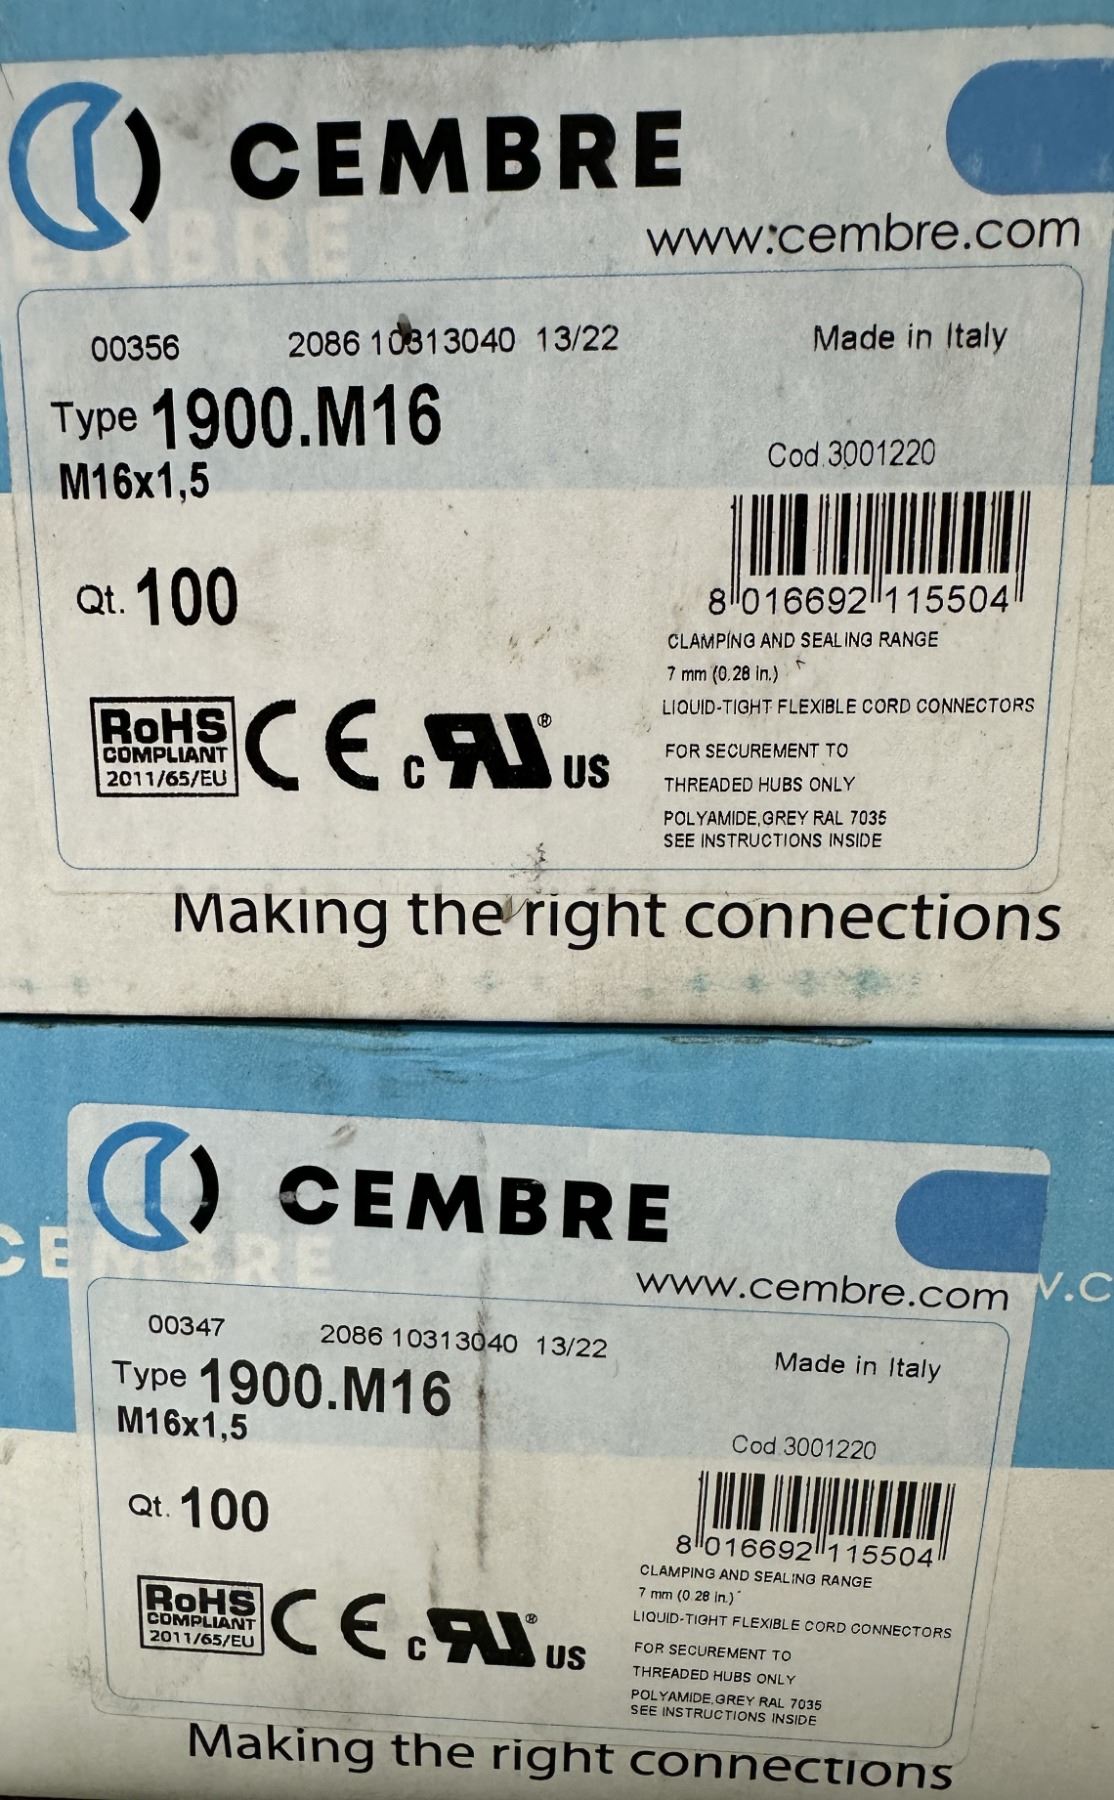 CEMBRE
www.cembre.com
00356 2086 10313040 13/22 Made in Italy
Type 1900.M16
M16x1,5
Cod.3001220
Qt. 100
8 016692 115504
CLAMPING AND SEALING RANGE
7 mm (0.28 in.)
LIQUID-TIGHT FLEXIBLE CORD CONNECTORS
FOR SECUREMENT TO
THREADED HUBS ONLY
POLYAMIDE,GREY RAL 7035
SEE INSTRUCTIONS INSIDE
RoHS
COMPLIANT
2011/65/EU
CE c RU ® US
Making the right connections
CEMBRE
www.cembre.com
00347 2086 10313040 13/22 Made in Italy
Type 1900.M16
M16x1,5
Cod.3001220
Qt. 100
8 016692 115504
CLAMPING AND SEALING RANGE
7 mm (0.28 in.)
LIQUID-TIGHT FLEXIBLE CORD CONNECTORS
FOR SECUREMENT TO
THREADED HUBS ONLY
POLYAMIDE,GREY RAL 7035
SEE INSTRUCTIONS INSIDE
RoHS
COMPLIANT
2011/65/EU
CE c RU ® US
Making the right connections